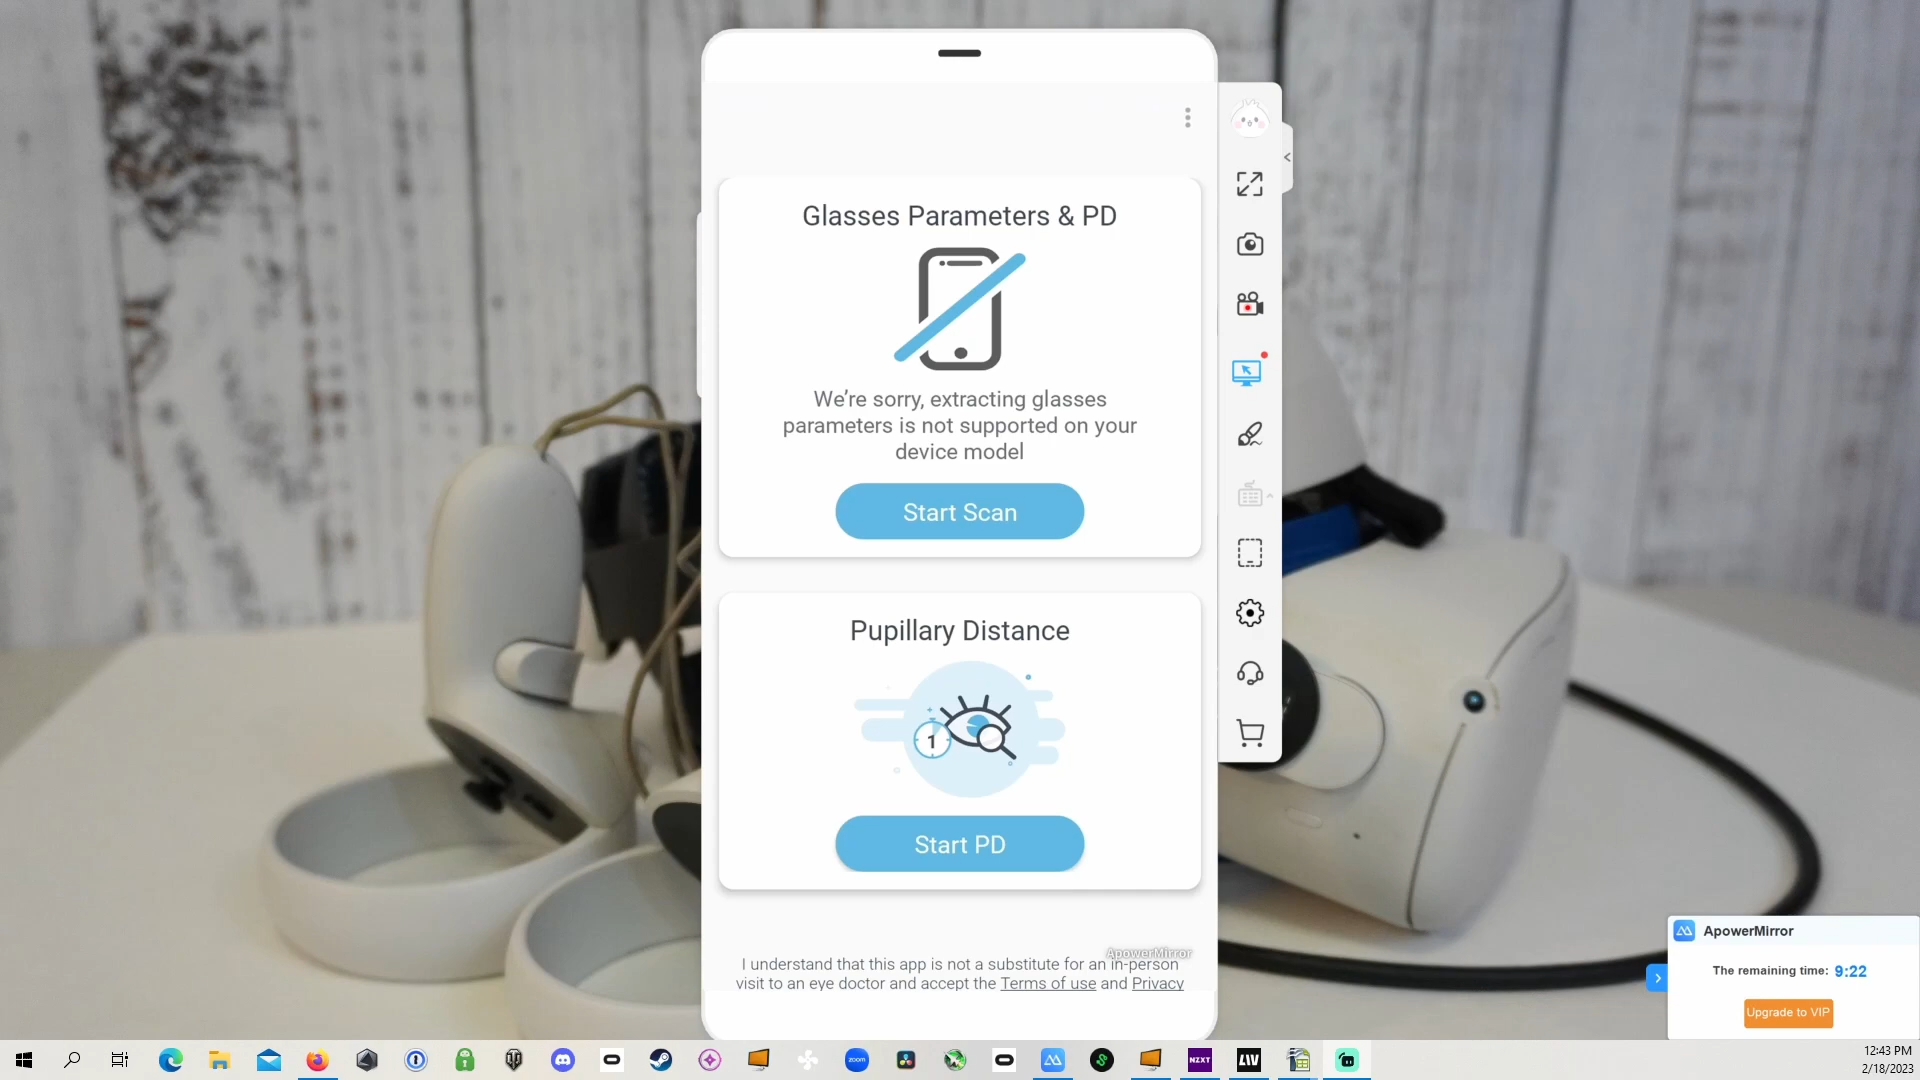 Glasses Parameters & PD
We're sorry, extracting glasses
parameters is not supported on your
device model
Start Scan
Pupillary Distance
1
Start PD
ApowerMirror
I understand that this app is not a substitute for an in-person
visit to an eye doctor and accept the Terms of use and Privacy
ApowerMirror
The remaining time: 9:22
Upgrade to VIP
zoom
NZXT
LIV
12:43 PM
2/18/2023